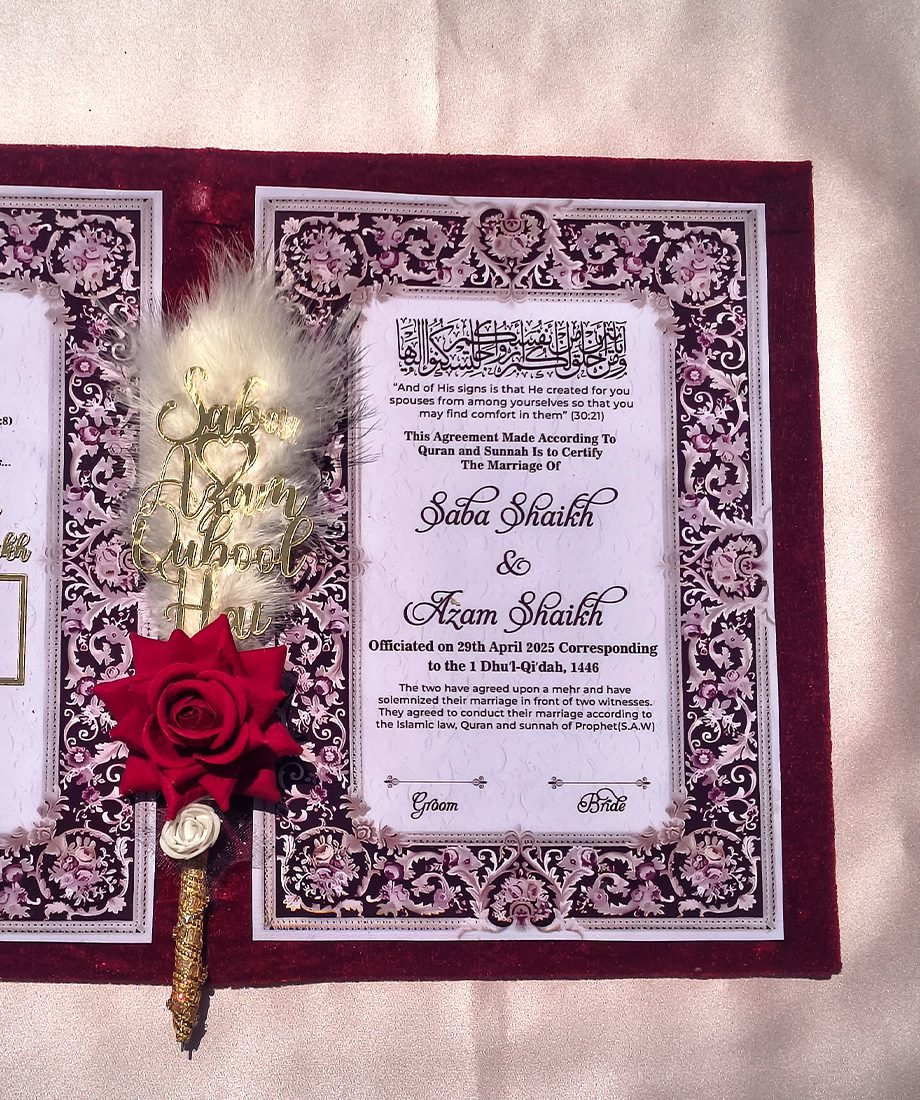 :8)
s...
kh
Saba
Azam
Qubool
Hai
"And of His signs is that He created for you
spouses from among yourselves so that you
may find comfort in them" (30:21)
This Agreement Made According To
Quran and Sunnah Is to Certify
The Marriage Of
Saba Shaikh
&
Azam Shaikh
Officiated on 29th April 2025 Corresponding
to the 1 Dhu'l-Qi'dah, 1446
The two have agreed upon a mehr and have
solemnized their marriage in front of two witnesses.
They agreed to conduct their marriage according to
the Islamic law, Quran and sunnah of Prophet(S.A.W)
Groom
Bride